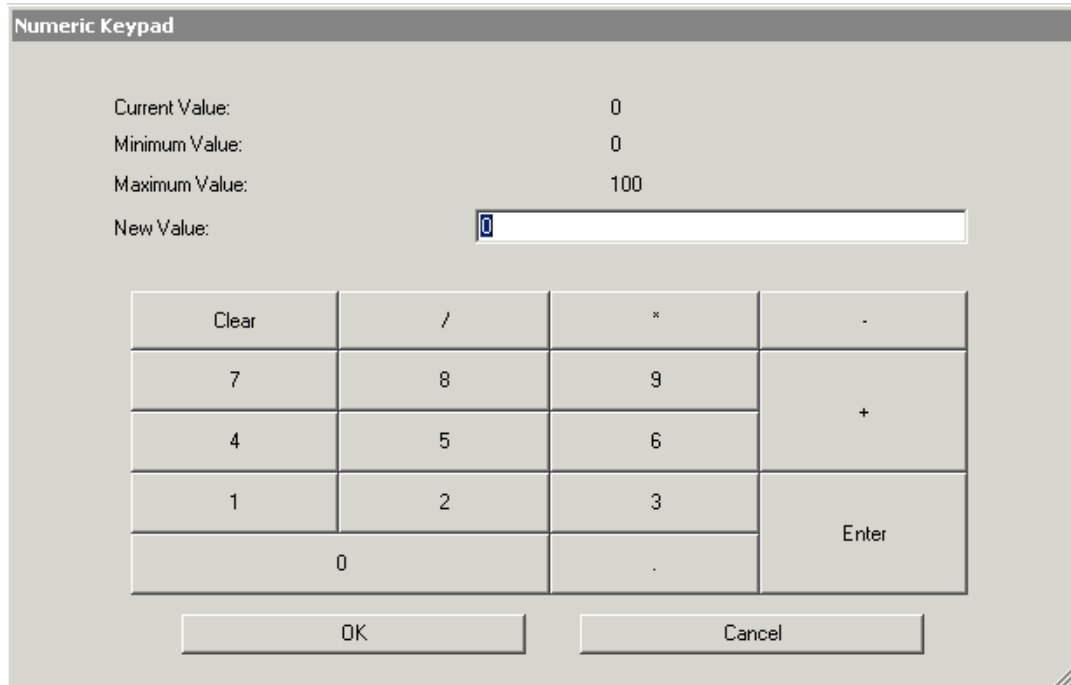 Numeric Keypad
Current Value: 0
Minimum Value: 0
Maximum Value: 100
New Value: 0
Clear / * -
7 8 9
+
4 5 6
1 2 3
Enter
0 .
OK Cancel